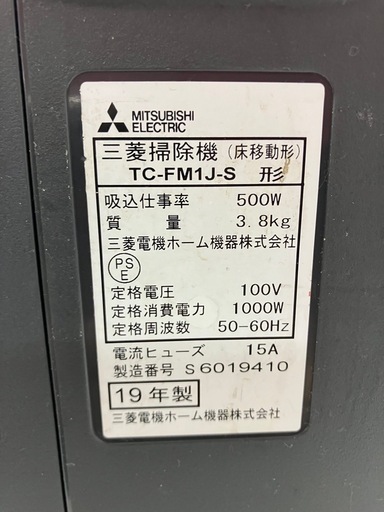 MITSUBISHI
ELECTRIC
三菱掃除機（床移動形）
TC-FM1J-S 形
吸込仕事率 500W
質量 3.8kg
三菱電機ホーム機器株式会社
PS
E
定格電圧 100V
定格消費電力 1000W
定格周波数 50-60Hz
電流ヒューズ 15A
製造番号 S6019410
19年製
三菱電機ホーム機器株式会社